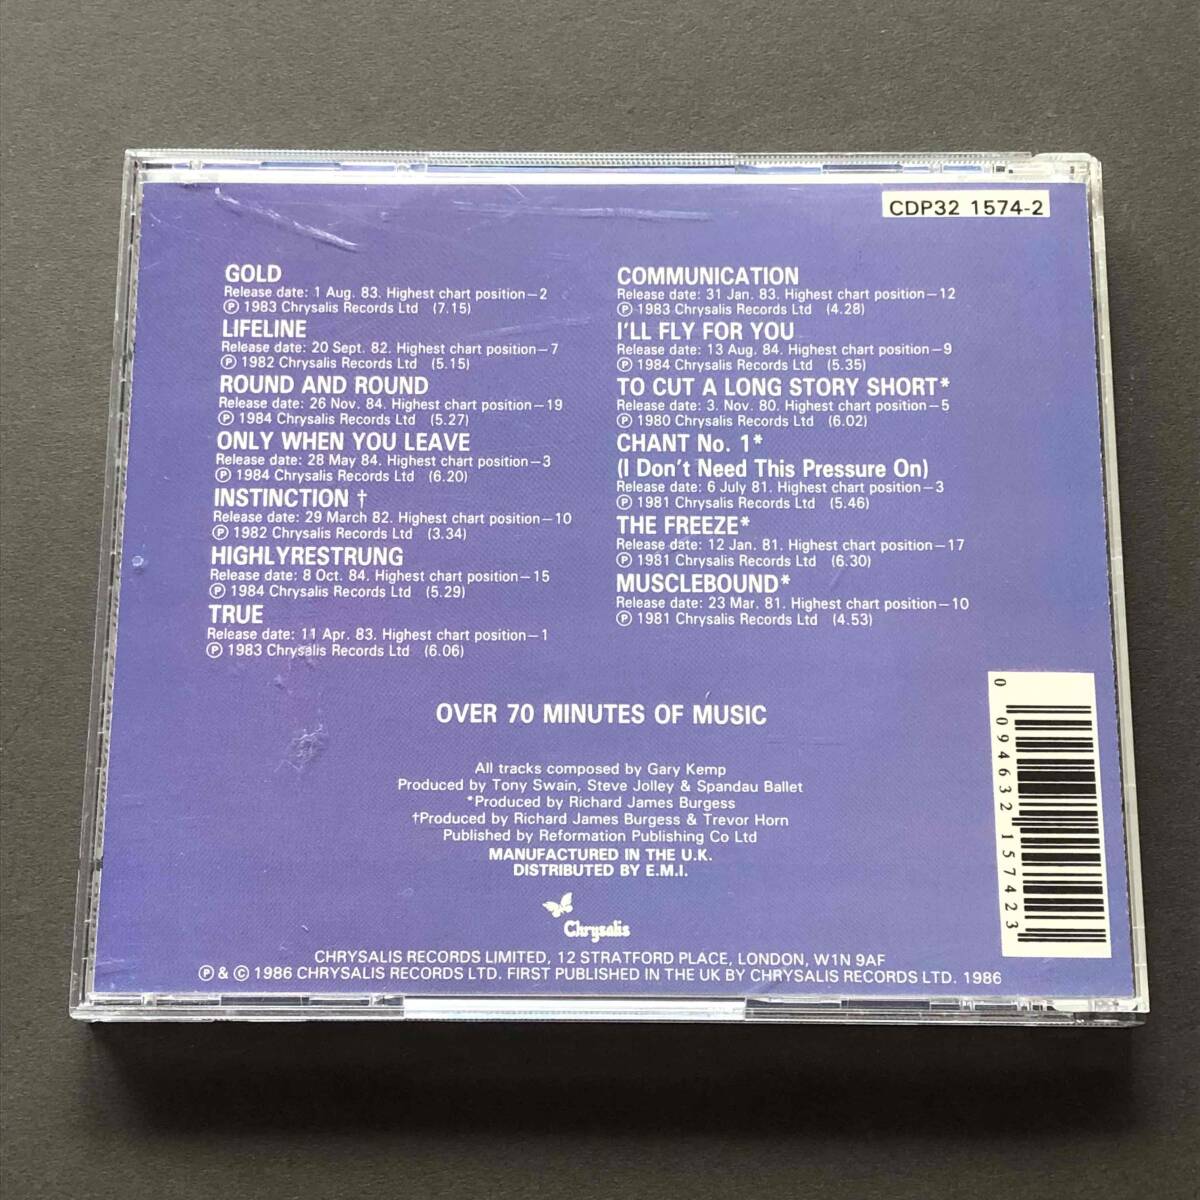 CDP32 1574-2
GOLD
Release date: 1 Aug. 83. Highest chart position—2
℗ 1983 Chrysalis Records Ltd (7.15)
LIFELINE
Release date: 20 Sept. 82. Highest chart position—7
℗ 1982 Chrysalis Records Ltd (5.15)
ROUND AND ROUND
Release date: 26 Nov. 84. Highest chart position—19
℗ 1984 Chrysalis Records Ltd (5.27)
ONLY WHEN YOU LEAVE
Release date: 28 May 84. Highest chart position—3
℗ 1984 Chrysalis Records Ltd (6.20)
INSTINCTION †
Release date: 29 March 82. Highest chart position—10
℗ 1982 Chrysalis Records Ltd (3.34)
HIGHLYRESTRUNG
Release date: 8 Oct. 84. Highest chart position—15
℗ 1984 Chrysalis Records Ltd (5.29)
TRUE
Release date: 11 Apr. 83. Highest chart position—1
℗ 1983 Chrysalis Records Ltd (6.06)
COMMUNICATION
Release date: 31 Jan. 83. Highest chart position—12
℗ 1983 Chrysalis Records Ltd (4.28)
I'LL FLY FOR YOU
Release date: 13 Aug. 84. Highest chart position—9
℗ 1984 Chrysalis Records Ltd (5.35)
TO CUT A LONG STORY SHORT*
Release date: 3. Nov. 80. Highest chart position—5
℗ 1980 Chrysalis Records Ltd (6.02)
CHANT No. 1*
(I Don't Need This Pressure On)
Release date: 6 July 81. Highest chart position—3
℗ 1981 Chrysalis Records Ltd (5.46)
THE FREEZE*
Release date: 12 Jan. 81. Highest chart position—17
℗ 1981 Chrysalis Records Ltd (6.30)
MUSCLEBOUND*
Release date: 23 Mar. 81. Highest chart position—10
℗ 1981 Chrysalis Records Ltd (4.53)
OVER 70 MINUTES OF MUSIC
All tracks composed by Gary Kemp
Produced by Tony Swain, Steve Jolley & Spandau Ballet
*Produced by Richard James Burgess
†Produced by Richard James Burgess & Trevor Horn
Published by Reformation Publishing Co Ltd
MANUFACTURED IN THE U.K.
DISTRIBUTED BY E.M.I.
Chrysalis
CHRYSALIS RECORDS LIMITED, 12 STRATFORD PLACE, LONDON, W1N 9AF
℗ & © 1986 CHRYSALIS RECORDS LTD. FIRST PUBLISHED IN THE UK BY CHRYSALIS RECORDS LTD. 1986
0 094632 157423